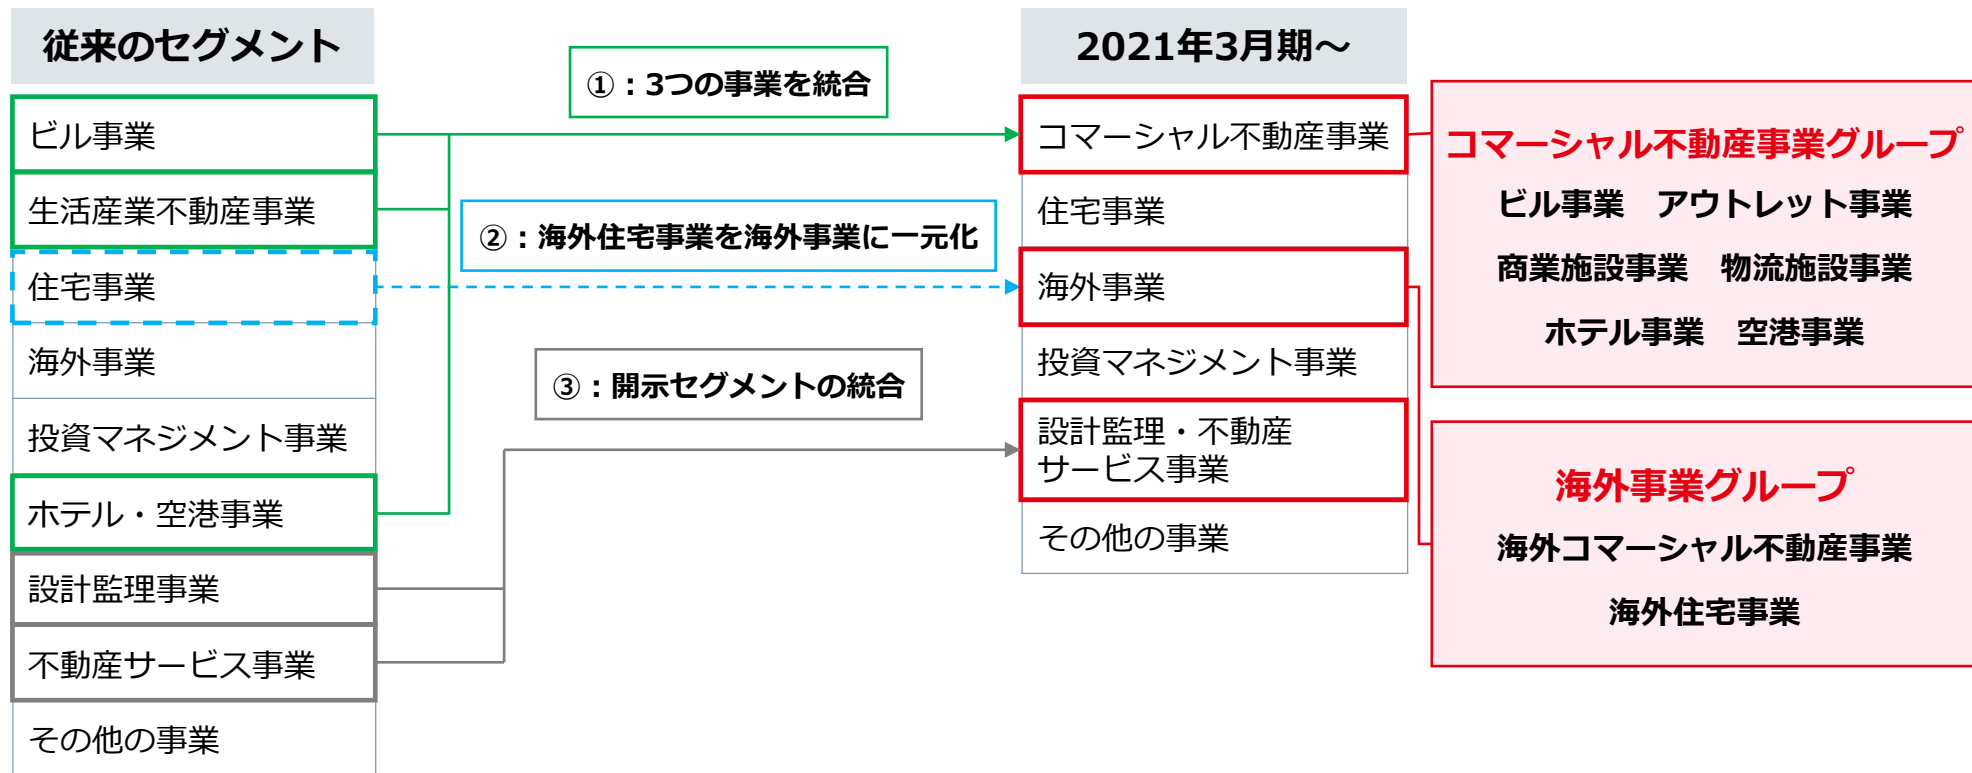 従来のセグメント
ビル事業
生活産業不動産事業
住宅事業
海外事業
投資マネジメント事業
ホテル・空港事業
設計監理事業
不動産サービス事業
その他の事業
①：3つの事業を統合
②：海外住宅事業を海外事業に一元化
③：開示セグメントの統合
2021年3月期～
コマーシャル不動産事業
住宅事業
海外事業
投資マネジメント事業
設計監理・不動産
サービス事業
その他の事業
コマーシャル不動産事業グループ
ビル事業　アウトレット事業
商業施設事業　物流施設事業
ホテル事業　空港事業
海外事業グループ
海外コマーシャル不動産事業
海外住宅事業